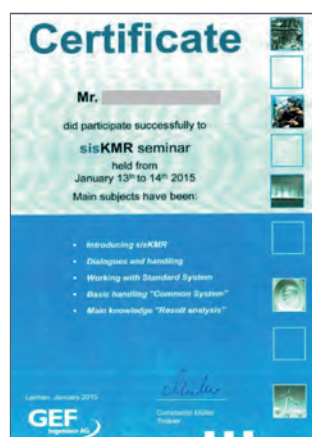 Certificate
Mr.
did participate successfully to
sisKMR seminar
held from
January 13th to 14th 2015
Main subjects have been:
• Introducing sisKMR
• Dialogues and handling
• Working with Standard System
• Basic handling "Common System"
• Main knowledge "Result analysis"
Leimen, January 2015
Constantin Müller
Trainer
GEF
Ingenieur AG